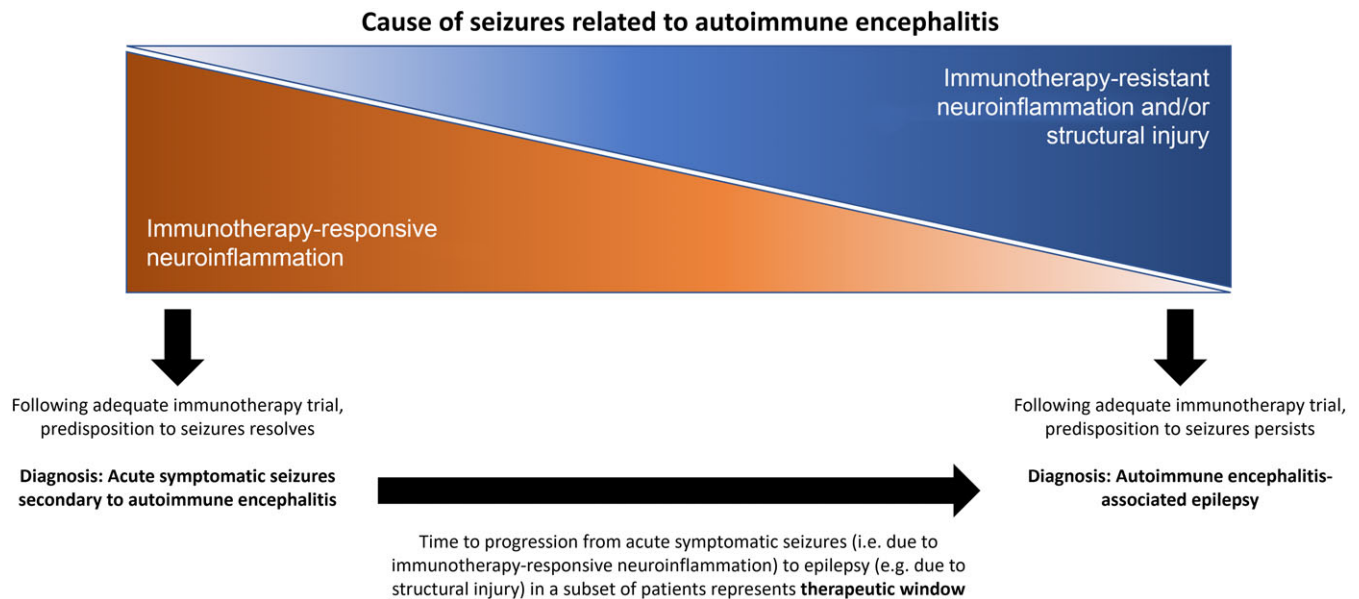 Cause of seizures related to autoimmune encephalitis
Immunotherapy-resistant
neuroinflammation and/or
structural injury
Immunotherapy-responsive
neuroinflammation
Following adequate immunotherapy trial,
predisposition to seizures resolves
Diagnosis: Acute symptomatic seizures
secondary to autoimmune encephalitis
Following adequate immunotherapy trial,
predisposition to seizures persists
Diagnosis: Autoimmune encephalitis-
associated epilepsy
Time to progression from acute symptomatic seizures (i.e. due to
immunotherapy-responsive neuroinflammation) to epilepsy (e.g. due to
structural injury) in a subset of patients represents therapeutic window